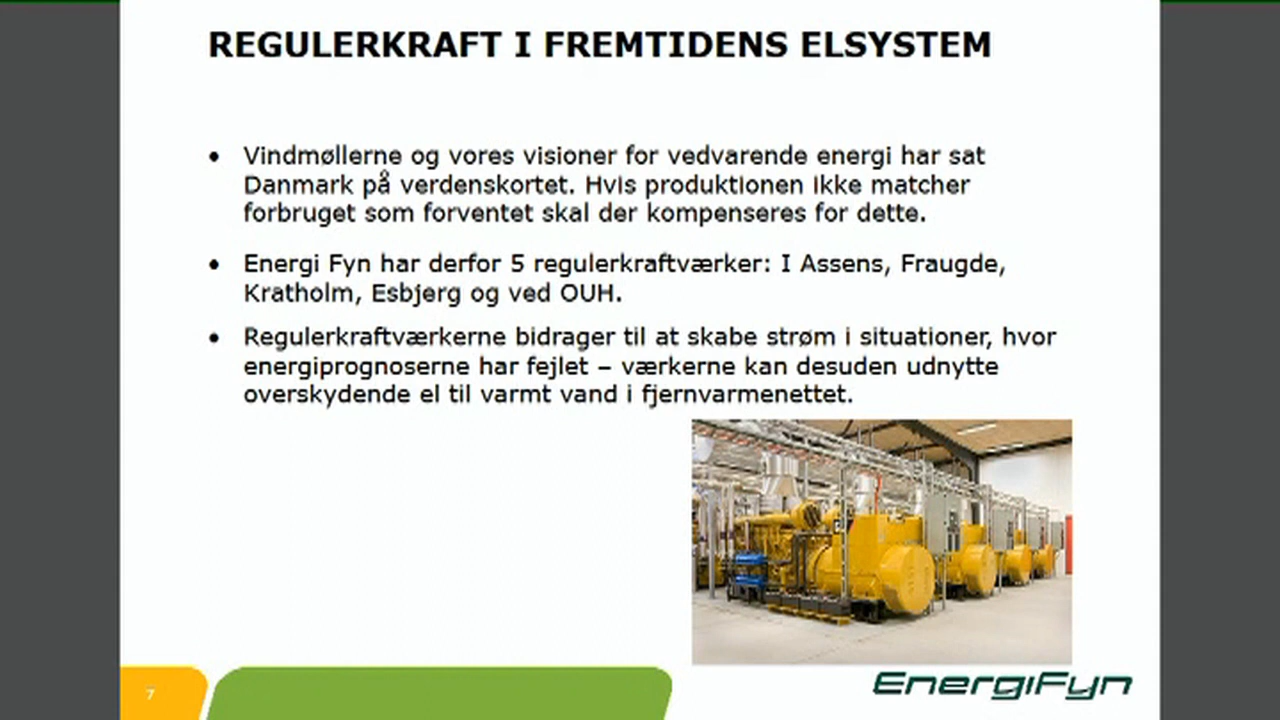 REGULERKRAFT I FREMTIDENS ELSYSTEM
• Vindmøllerne og vores visioner for vedvarende energi har sat
Danmark på verdenskortet. Hvis produktionen ikke matcher
forbruget som forventet skal der kompenseres for dette.
• Energi Fyn har derfor 5 regulerkraftværker: I Assens, Fraugde,
Kratholm, Esbjerg og ved OUH.
• Regulerkraftværkerne bidrager til at skabe strøm i situationer, hvor
energiprognoserne har fejlet – værkerne kan desuden udnytte
overskydende el til varmt vand i fjernvarmenettet.
7
EnergiFyn